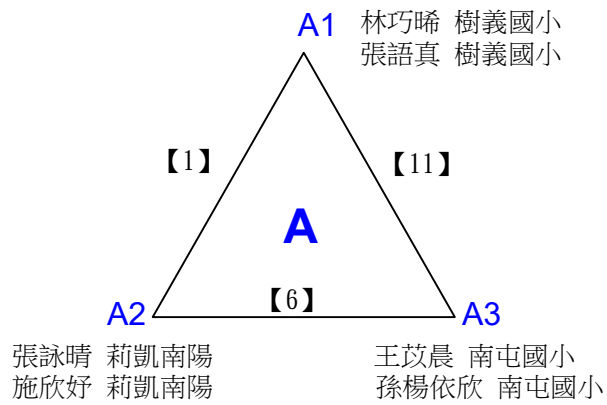 A1 林巧晞 樹義國小
張語真 樹義國小
【1】 【11】
A
【6】
A2 A3
張詠晴 莉凱南陽 王苡晨 南屯國小
施欣妤 莉凱南陽 孫楊依欣 南屯國小